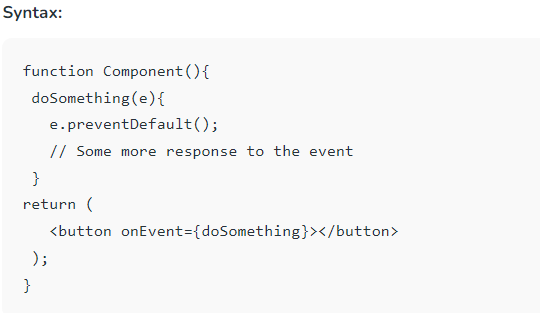 Syntax:
function Component(){
 doSomething(e){
   e.preventDefault();
   // Some more response to the event
 }
return (
   <button onEvent={doSomething}></button>
 );
}